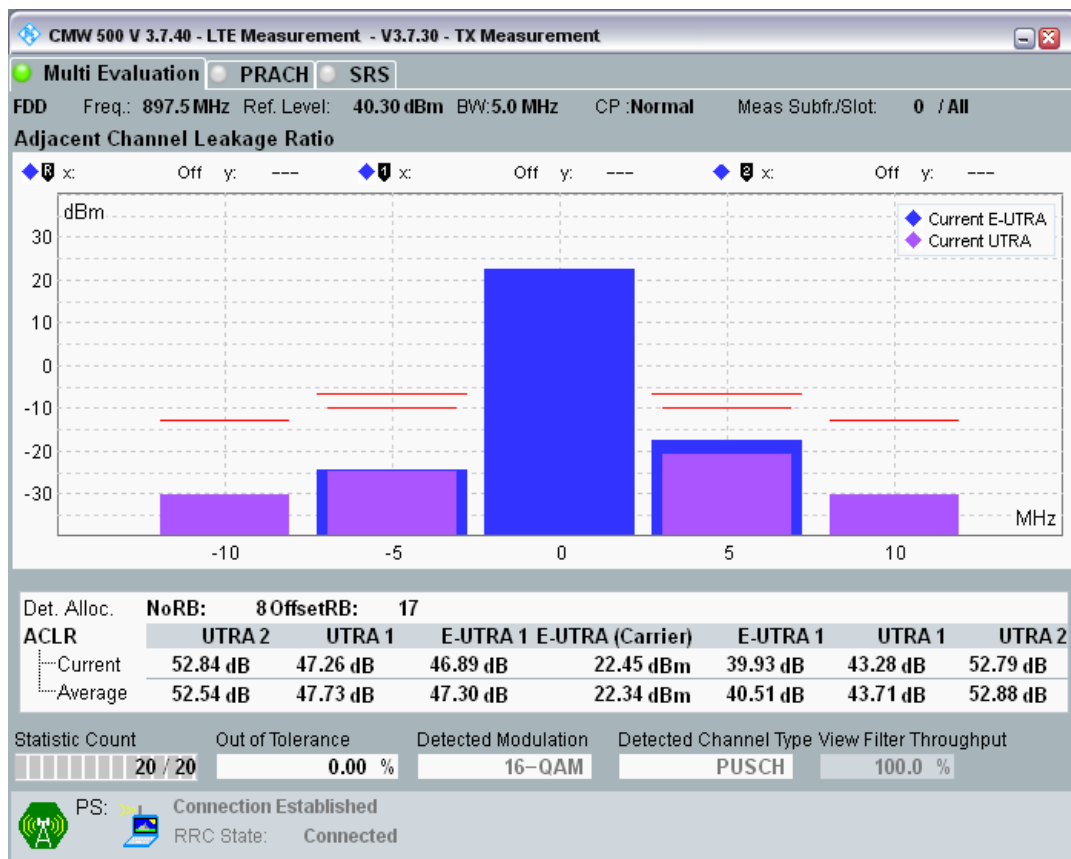 CMW 500 V 3.7.40 - LTE Measurement - V3.7.30 - TX Measurement
Multi Evaluation PRACH SRS
FDD Freq.: 897.5 MHz Ref. Level: 40.30 dBm BW:5.0 MHz CP :Normal Meas Subfr./Slot: 0 / All
Adjacent Channel Leakage Ratio
R x: Off y: --- 1 x: Off y: --- 2 x: Off y: ---
dBm
Current E-UTRA
Current UTRA
30
20
10
0
-10
-20
-30
MHz
-10 -5 0 5 10
Det. Alloc. NoRB: 8 OffsetRB: 17
ACLR UTRA 2 UTRA 1 E-UTRA 1 E-UTRA (Carrier) E-UTRA 1 UTRA 1 UTRA 2
Current 52.84 dB 47.26 dB 46.89 dB 22.45 dBm 39.93 dB 43.28 dB 52.79 dB
Average 52.54 dB 47.73 dB 47.30 dB 22.34 dBm 40.51 dB 43.71 dB 52.88 dB
Statistic Count Out of Tolerance Detected Modulation Detected Channel Type View Filter Throughput
20 / 20 0.00 % 16-QAM PUSCH 100.0 %
PS: Connection Established
RRC State: Connected